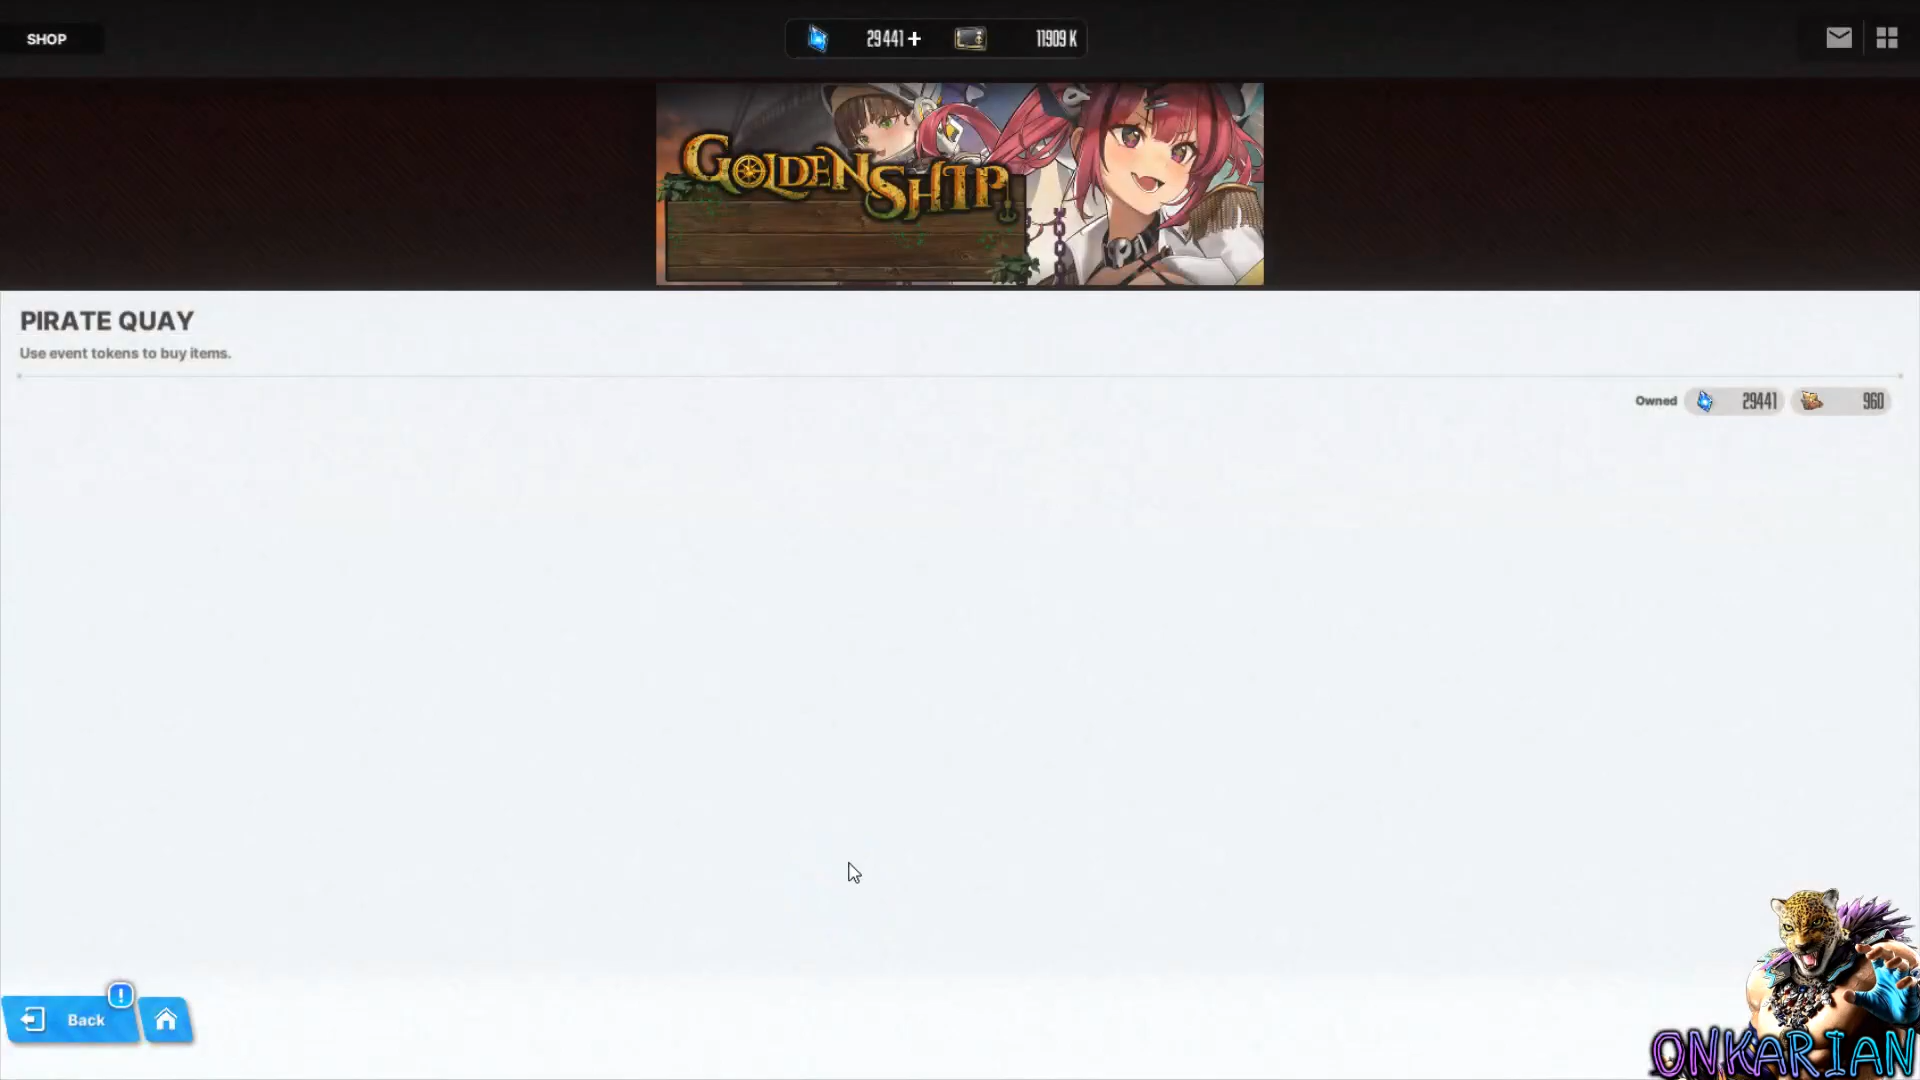 SHOP
29441+
11909 K
GOLDEN SHIP
PIRATE QUAY
Use event tokens to buy items.
Owned
29441
960
!
Back
ONKARIAN